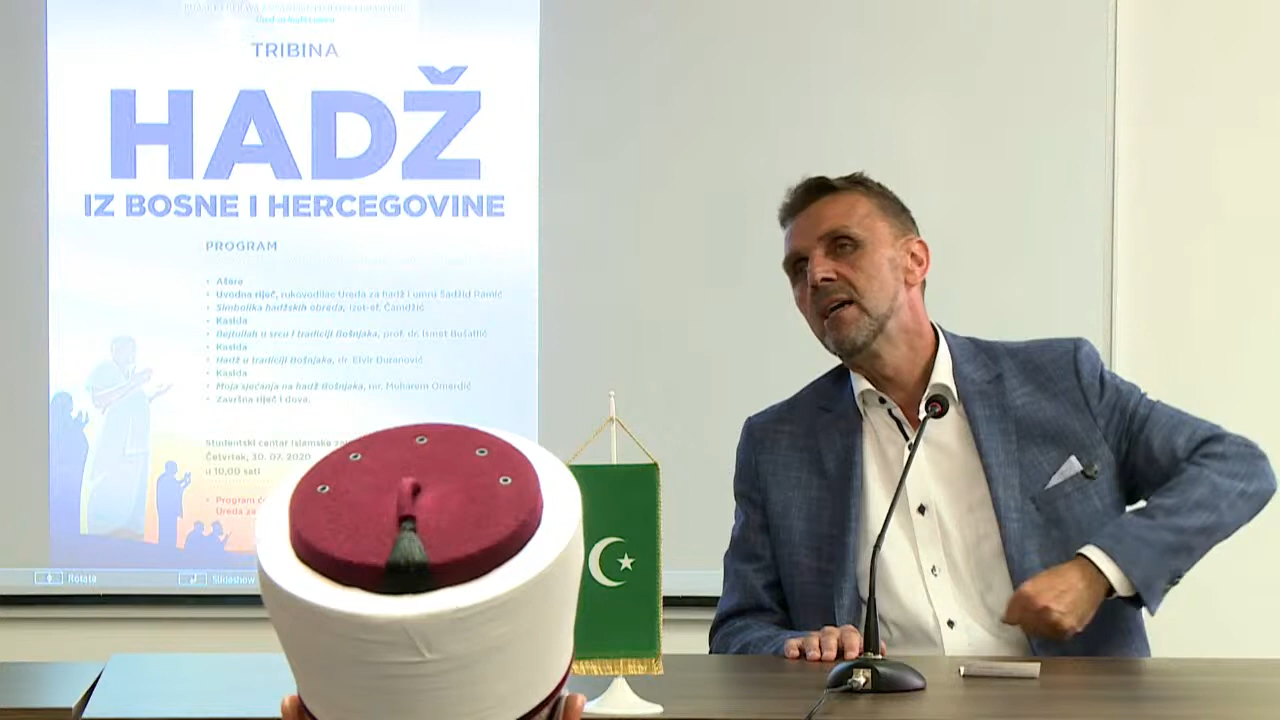 TRIBINA
HADŽ
IZ BOSNE I HERCEGOVINE
PROGRAM
• Ašere
• Uvodna riječ, rukovodilac Ureda za hadž i umru Sadžid Ramić
• Simbolika hadžskih obreda, Izet-ef. Čamdžić
• Kasida
• Bejtullah u srcu i tradiciji Bošnjaka, prof. dr. Ismet Bušatlić
• Kasida
• Hadž u tradiciji Bošnjaka, dr. Elvir Duranović
• Kasida
• Moja sjećanja na hadž Bošnjaka, mr. Muharem Omerdić
• Završna riječ i dova.
Studentski centar Islamske
Četvrtak, 30. 07. 2020
u 10,00 sati
• Program
Ureda za
Rotate
Slideshow